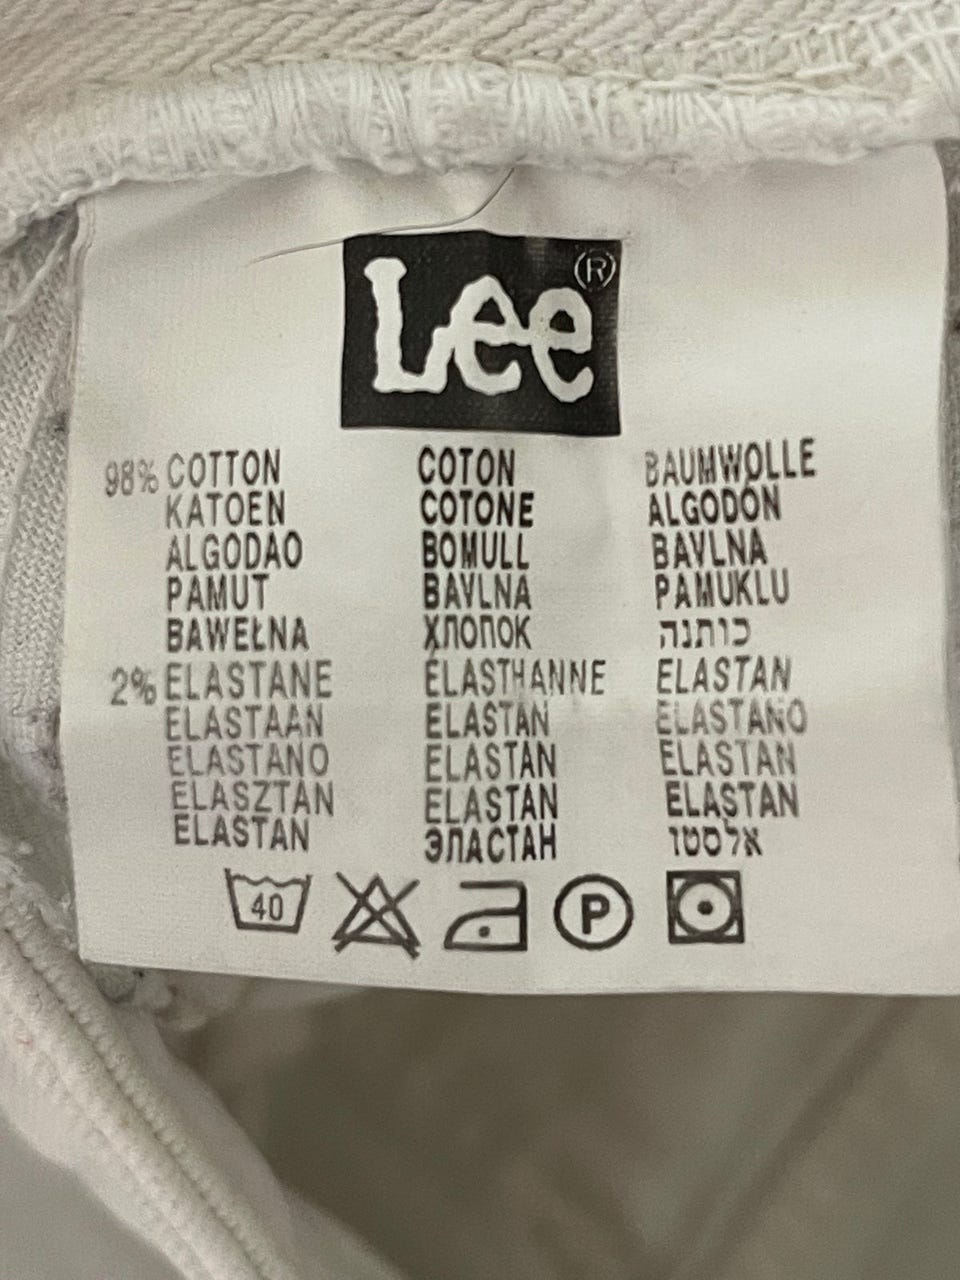 Lee®
98% COTTON COTON BAUMWOLLE
KATOEN COTONE ALGODÓN
ALGODAO BOMULL BAVLNA
PAMUT BAVLNA PAMUKLU
BAWEŁNA ХЛОПОК כותנה
2% ELASTANE ÉLASTHANNE ELASTAN
ELASTAAN ELASTAN ELASTANO
ELASTANO ELASTAN ELASTAN
ELASZTAN ELASTAN ELASTAN
ELASTAN ЭЛАСТАН אלסטן
40 P